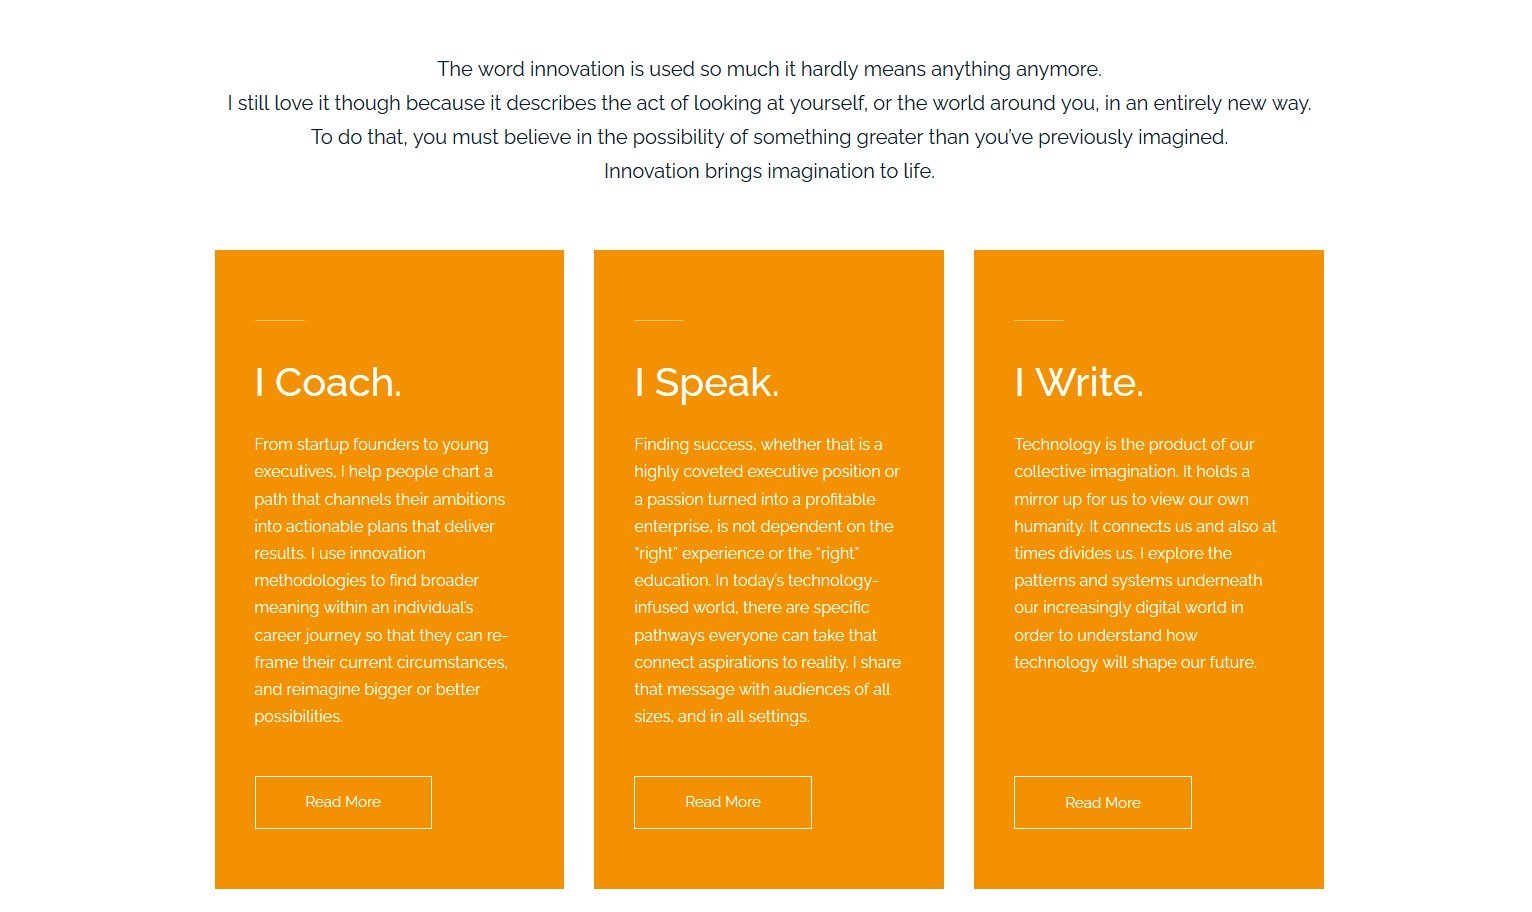 The word innovation is used so much it hardly means anything anymore.
I still love it though because it describes the act of looking at yourself, or the world around you, in an entirely new way.
To do that, you must believe in the possibility of something greater than you've previously imagined.
Innovation brings imagination to life.
I Coach.
From startup founders to young
executives, I help people chart a
path that channels their ambitions
into actionable plans that deliver
results. I use innovation
methodologies to find broader
meaning within an individual's
career journey so that they can re-
frame their current circumstances,
and reimagine bigger or better
possibilities.
Read More
I Speak.
Finding success, whether that is a
highly coveted executive position or
a passion turned into a profitable
enterprise, is not dependent on the
"right" experience or the "right"
education. In today's technology-
infused world, there are specific
pathways everyone can take that
connect aspirations to reality. I share
that message with audiences of all
sizes, and in all settings.
Read More
I Write.
Technology is the product of our
collective imagination. It holds a
mirror up for us to view our own
humanity. It connects us and also at
times divides us. I explore the
patterns and systems underneath
our increasingly digital world in
order to understand how
technology will shape our future.
Read More